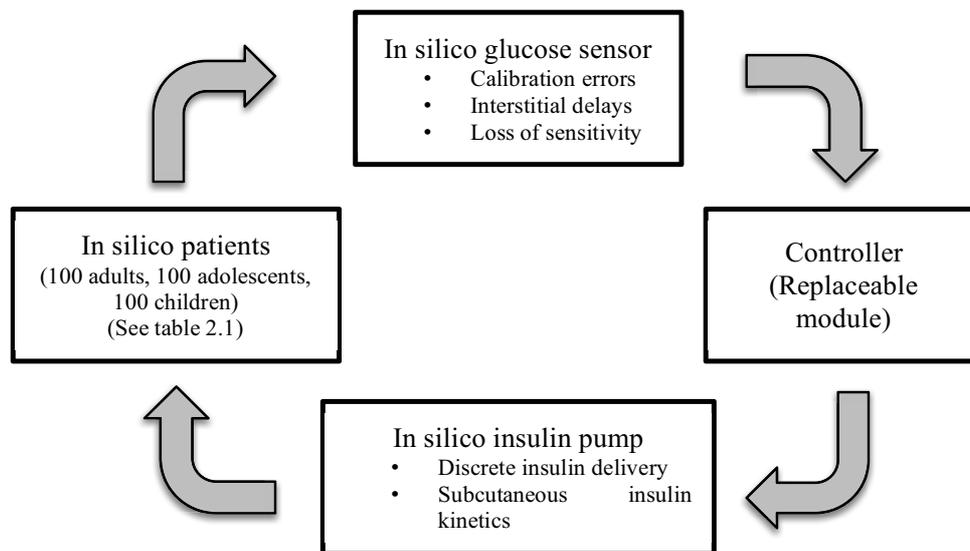 In silico glucose sensor
• Calibration errors
• Interstitial delays
• Loss of sensitivity
In silico patients
(100 adults, 100 adolescents,
100 children)
(See table 2.1)
Controller
(Replaceable
module)
In silico insulin pump
• Discrete insulin delivery
• Subcutaneous insulin
kinetics